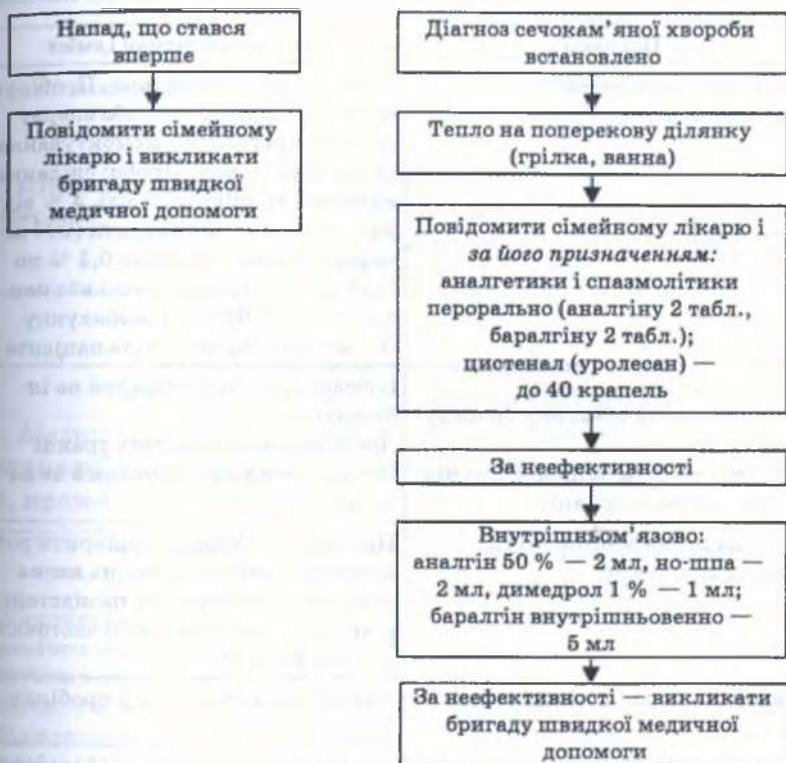 Напад, що стався
вперше
Повідомити сімейному
лікарю і викликати
бригаду швидкої
медичної допомоги
Діагноз сечокам’яної хвороби
встановлено
Тепло на поперекову ділянку
(грілка, ванна)
Повідомити сімейному лікарю і
за його призначенням:
аналгетики і спазмолітики
перорально (аналгіну 2 табл.,
баралгіну 2 табл.);
цистенал (уролесан) —
до 40 крапель
За неефективності
Внутрішньом’язово:
аналгін 50 % — 2 мл, но-шпа —
2 мл, димедрол 1 % — 1 мл;
баралгін внутрішньовенно —
5 мл
За неефективності — викликати
бригаду швидкої медичної
допомоги